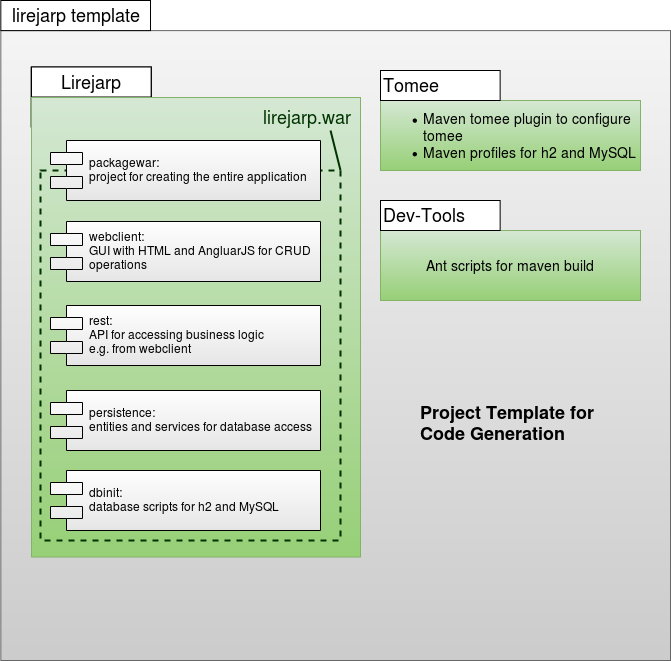 lirejarp template
Lirejarp
lirejarp.war
packagewar:
project for creating the entire application
webclient:
GUI with HTML and AngluarJS for CRUD
operations
rest:
API for accessing business logic
e.g. from webclient
persistence:
entities and services for database access
dbinit:
database scripts for h2 and MySQL
Tomee
• Maven tomee plugin to configure
tomee
• Maven profiles for h2 and MySQL
Dev-Tools
Ant scripts for maven build
Project Template for
Code Generation